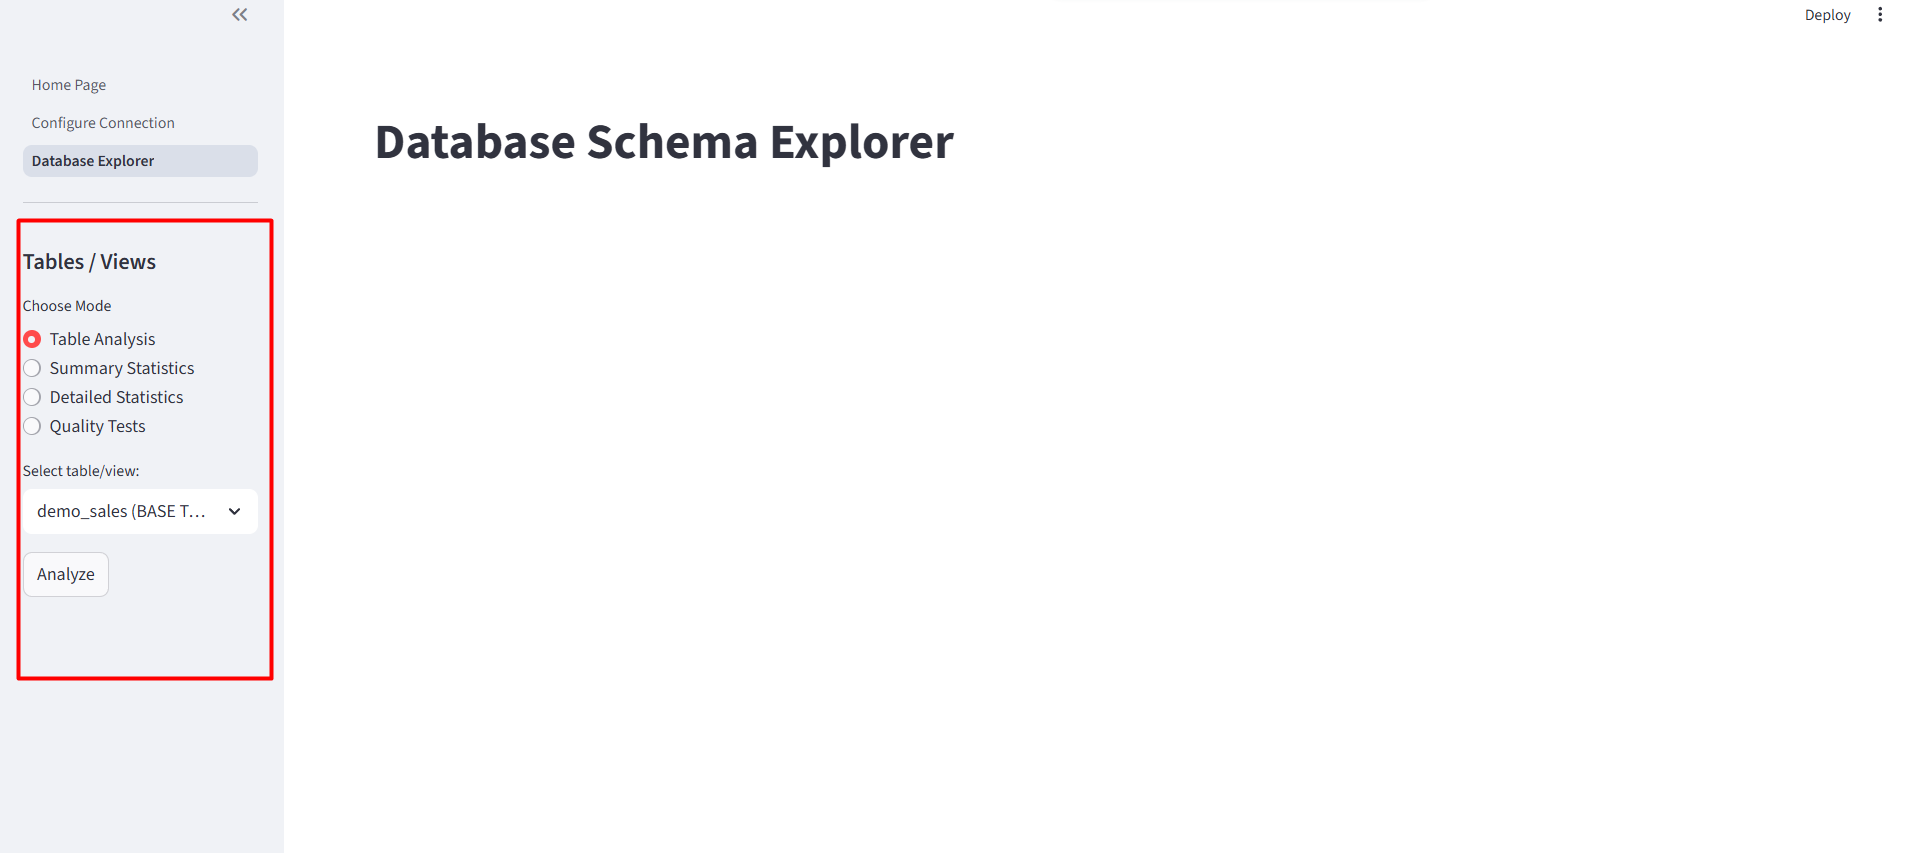 Deploy
Home Page
Configure Connection
Database Explorer
Tables / Views
Choose Mode
Table Analysis
Summary Statistics
Detailed Statistics
Quality Tests
Select table/view:
demo_sales (BASE T...
Analyze
Database Schema Explorer